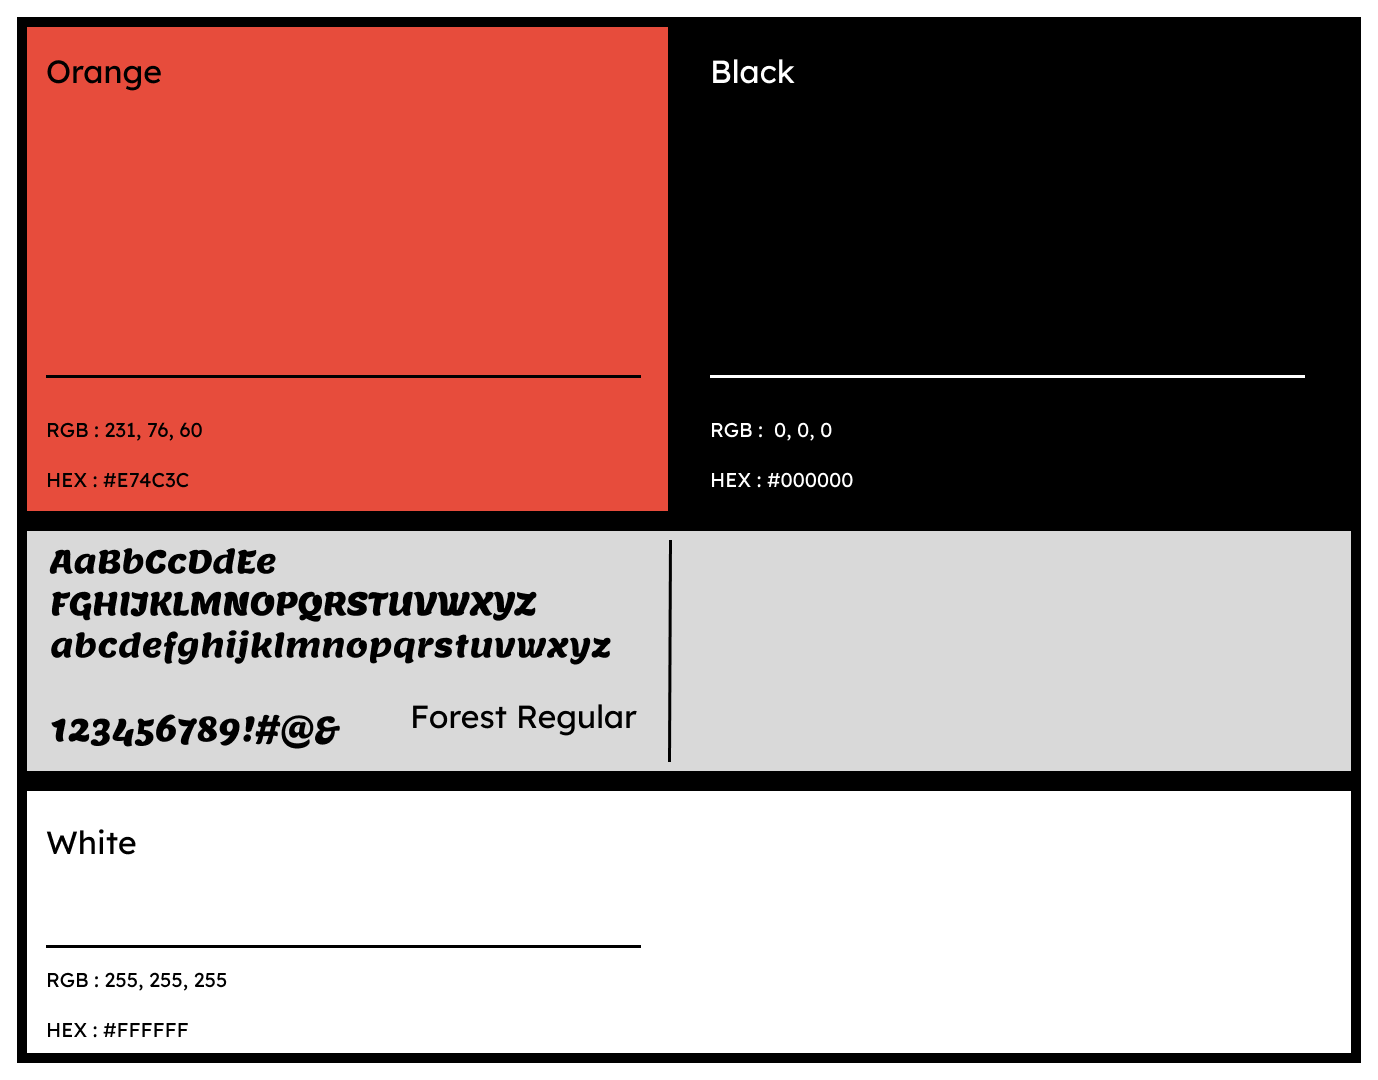 Orange
RGB : 231, 76, 60
HEX : #E74C3C
Black
RGB :  0, 0, 0
HEX : #000000
AaBbCcDdEe
FGHIJKLMNOPQRSTUVWXYZ
abcdefghijklmnopqrstuvwxyz
123456789!#@&
Forest Regular
White
RGB : 255, 255, 255
HEX : #FFFFFF